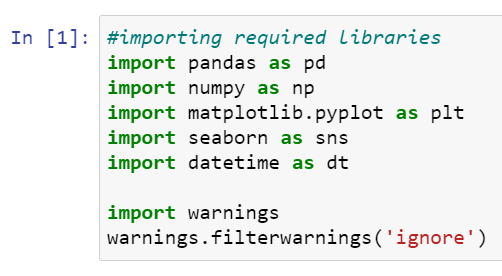 In [1]: #importing required libraries
import pandas as pd
import numpy as np
import matplotlib.pyplot as plt
import seaborn as sns
import datetime as dt
import warnings
warnings.filterwarnings('ignore')